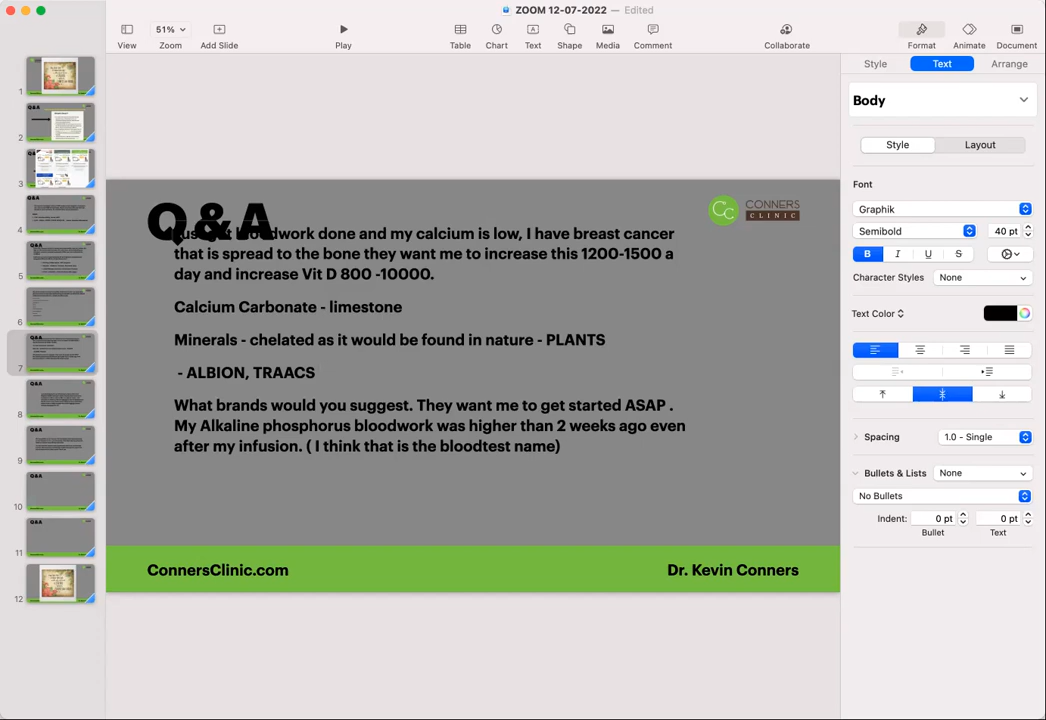 ZOOM 12-07-2022 — Edited
51%
View
Zoom
Add Slide
Play
Table
Chart
Text
Shape
Media
Comment
Collaborate
Format
Animate
Document
Style
Text
Arrange
Body
Style
Layout
Font
Graphik
Semibold
40 pt
B I U S
Character Styles
None
Text Color
Spacing
1.0 - Single
Bullets & Lists
None
No Bullets
Indent:
0 pt
0 pt
Bullet
Text
1
2
3
4
5
6
7
8
9
10
11
12
Q&A
Q&A
Q&A
Q&A
Q&A
Q&A
Q&A
Q&A
CC CONNERS
CLINIC
bloodwork done and my calcium is low, I have breast cancer
that is spread to the bone they want me to increase this 1200-1500 a
day and increase Vit D 800 -10000.
Calcium Carbonate - limestone
Minerals - chelated as it would be found in nature - PLANTS
- ALBION, TRAACS
What brands would you suggest. They want me to get started ASAP .
My Alkaline phosphorus bloodwork was higher than 2 weeks ago even
after my infusion. ( I think that is the bloodtest name)
ConnersClinic.com
Dr. Kevin Conners